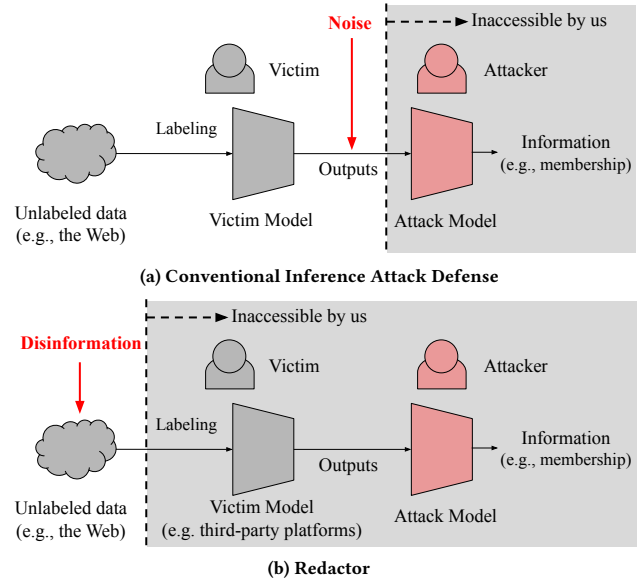 Noise
Inaccessible by us
Victim
Attacker
Labeling
Outputs
Information
(e.g., membership)
Unlabeled data
(e.g., the Web)
Victim Model
Attack Model
(a) Conventional Inference Attack Defense
Inaccessible by us
Disinformation
Victim
Attacker
Labeling
Outputs
Information
(e.g., membership)
Unlabeled data
(e.g., the Web)
Victim Model
(e.g. third-party platforms)
Attack Model
(b) Redactor